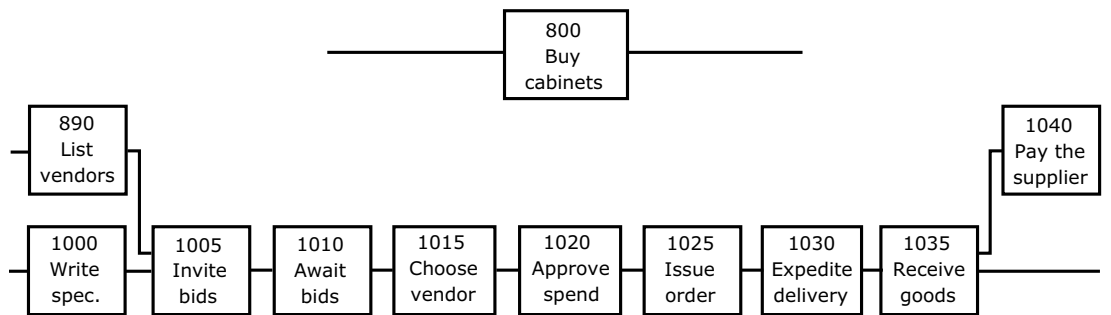 800
Buy
cabinets
890
List
vendors
1040
Pay the
supplier
1000
Write
spec.
1005
Invite
bids
1010
Await
bids
1015
Choose
vendor
1020
Approve
spend
1025
Issue
order
1030
Expedite
delivery
1035
Receive
goods